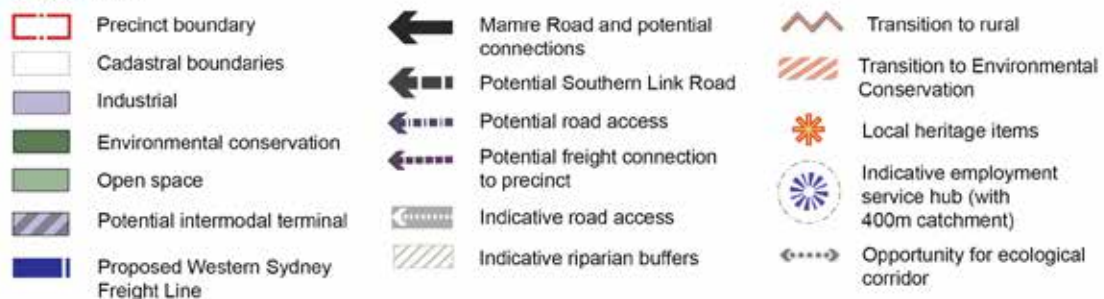 Precinct boundary
Cadastral boundaries
Industrial
Environmental conservation
Open space
Potential intermodal terminal
Proposed Western Sydney
Freight Line
Mamre Road and potential
connections
Potential Southern Link Road
Potential road access
Potential freight connection
to precinct
Indicative road access
Indicative riparian buffers
Transition to rural
Transition to Environmental
Conservation
Local heritage items
Indicative employment
service hub (with
400m catchment)
Opportunity for ecological
corridor